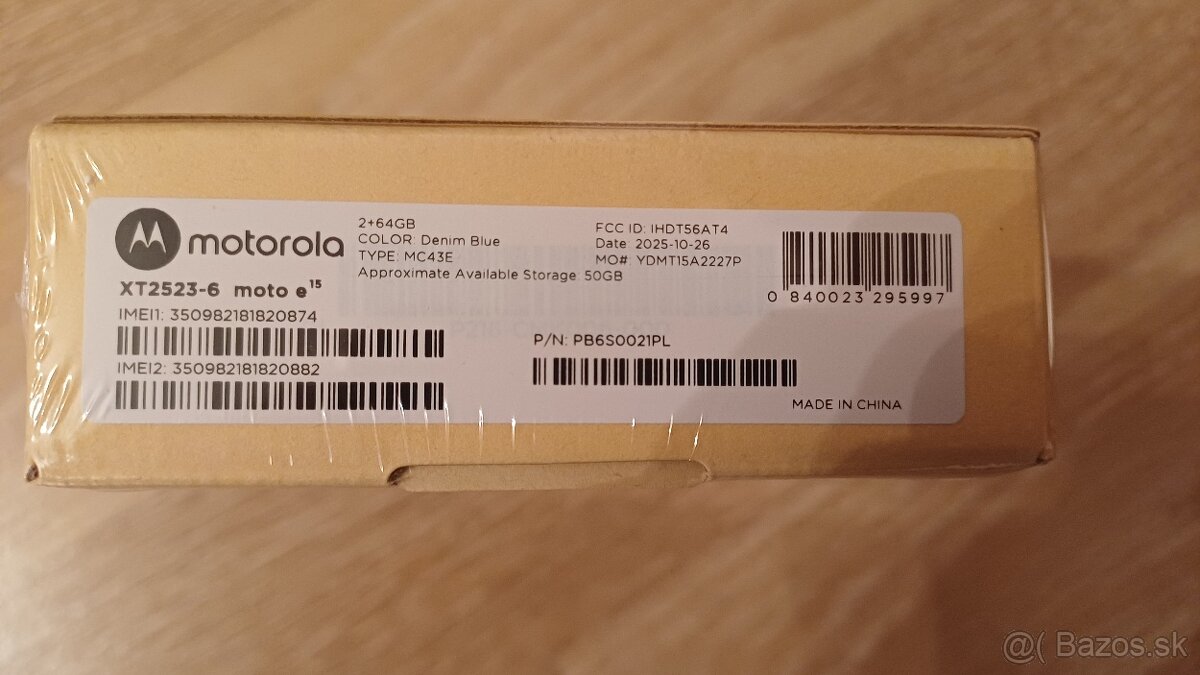 motorola
XT2523-6 moto e15
IMEI1: 350982181820874
IMEI2: 350982181820882
2+64GB
COLOR: Denim Blue
TYPE: MC43E
Approximate Available Storage: 50GB
FCC ID: IHDT56AT4
Date: 2025-10-26
MO#: YDMT15A2227P
0 840023 295997
P/N: PB6S0021PL
MADE IN CHINA
@( Bazos.sk